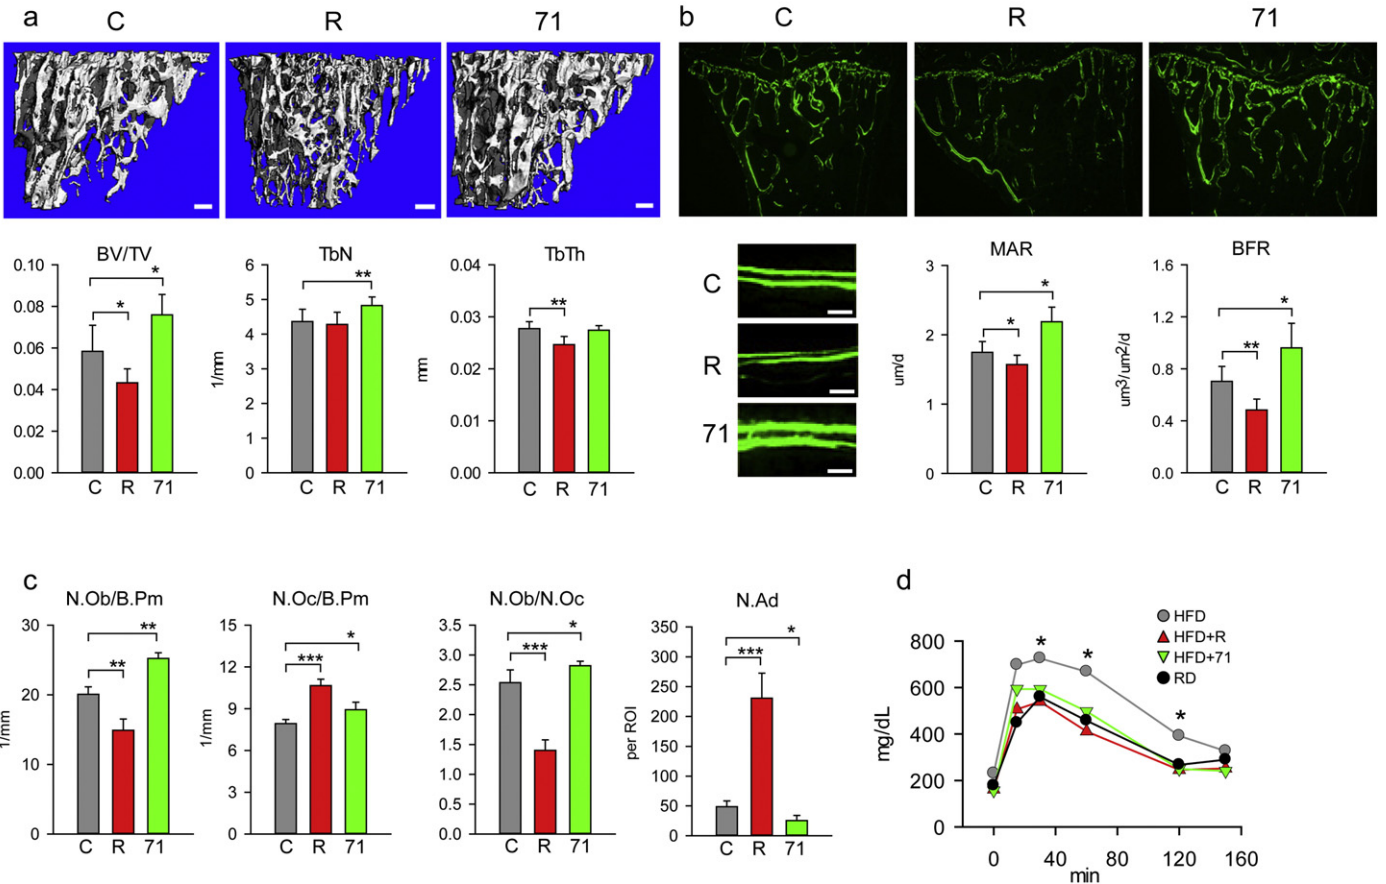 a C R 71
b C R 71
BV/TV
0.10
0.08
0.06
0.04
0.02
0.00
* *
C R 71
TbN
1/mm
6
5
4
3
2
1
0
**
C R 71
TbTh
mm
0.04
0.03
0.02
0.01
0.00
**
C R 71
C
R
71
MAR
um/d
3
2
1
0
* *
C R 71
BFR
um3/um2/d
1.6
1.2
0.8
0.4
0.0
** *
C R 71
c
N.Ob/B.Pm
1/mm
30
20
10
0
** **
C R 71
N.Oc/B.Pm
1/mm
15
12
9
6
3
0
*** *
C R 71
N.Ob/N.Oc
3.5
3.0
2.5
2.0
1.5
1.0
0.5
0.0
*** *
C R 71
N.Ad
per ROI
350
300
250
200
150
100
50
0
*** *
C R 71
d
HFD
HFD+R
HFD+71
RD
mg/dL
800
600
400
200
0
* * *
0 40 80 120 160
min